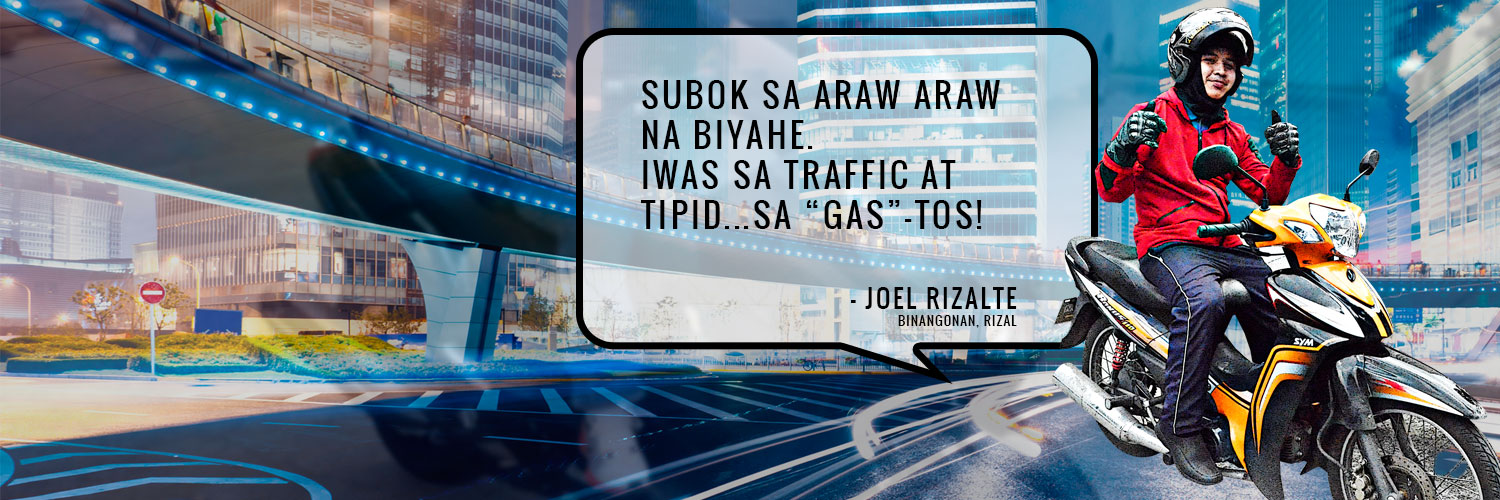 SUBOK SA ARAW ARAW
NA BIYAHE.
IWAS SA TRAFFIC AT
TIPID...SA “GAS”-TOS!
- JOEL RIZALTE
BINANGONAN, RIZAL
SYM